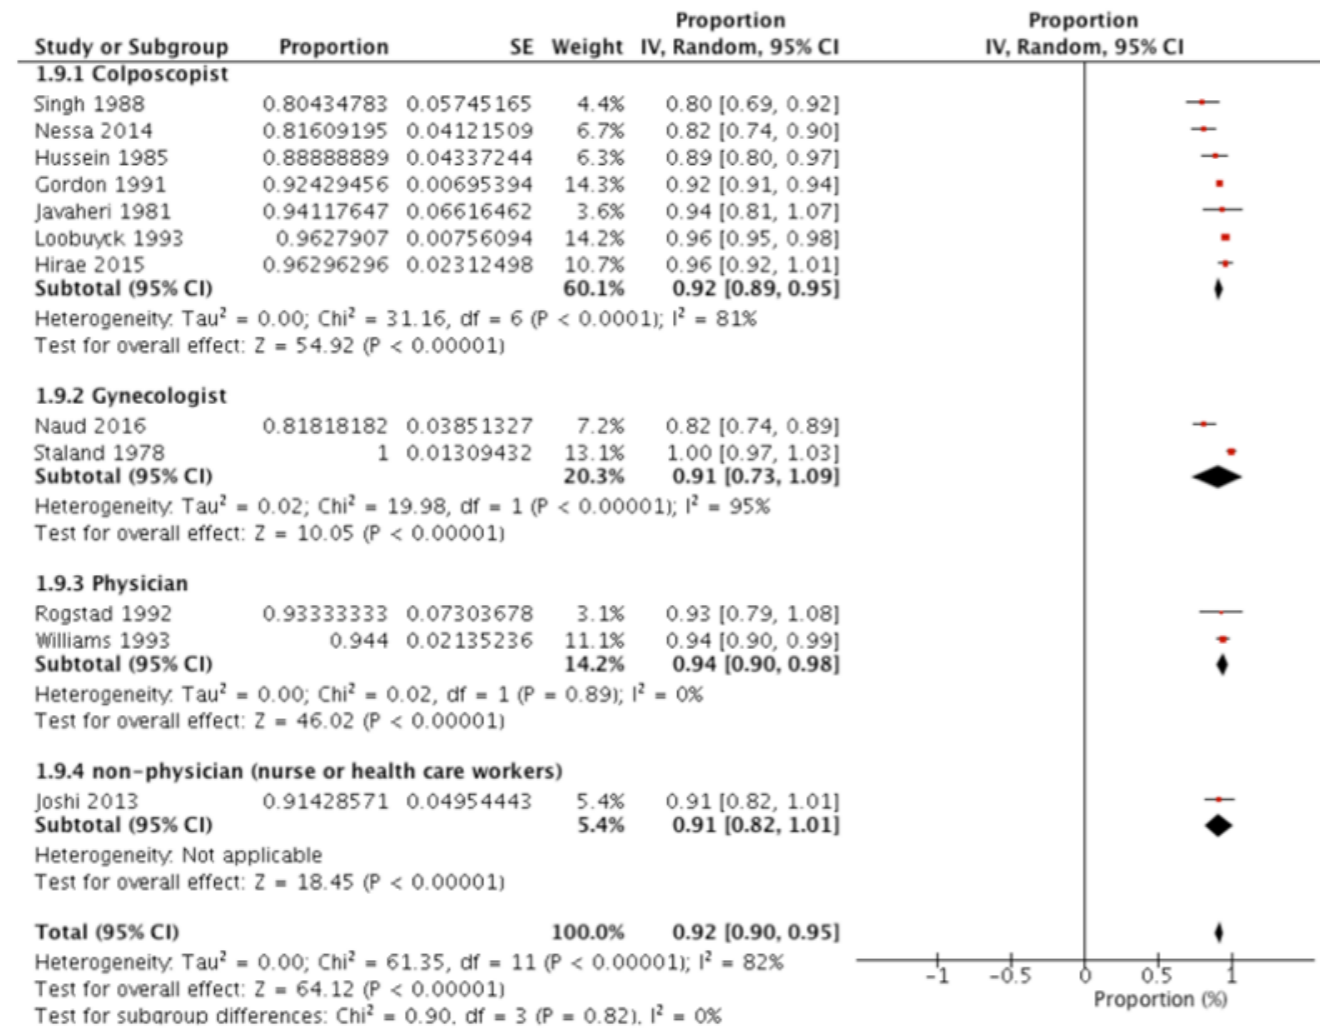 Proportion Proportion
Study or Subgroup Proportion SE Weight IV, Random, 95% CI IV, Random, 95% CI
1.9.1 Colposcopist
Singh 1988 0.80434783 0.05745165 4.4% 0.80 [0.69, 0.92]
Nessa 2014 0.81609195 0.04121509 6.7% 0.82 [0.74, 0.90]
Hussein 1985 0.88888889 0.04337244 6.3% 0.89 [0.80, 0.97]
Gordon 1991 0.92429456 0.00695394 14.3% 0.92 [0.91, 0.94]
Javaheri 1981 0.94117647 0.06616462 3.6% 0.94 [0.81, 1.07]
Loobuyck 1993 0.9627907 0.00756094 14.2% 0.96 [0.95, 0.98]
Hirae 2015 0.96296296 0.02312498 10.7% 0.96 [0.92, 1.01]
Subtotal (95% CI) 60.1% 0.92 [0.89, 0.95]
Heterogeneity: Tau² = 0.00; Chi² = 31.16, df = 6 (P < 0.0001); I² = 81%
Test for overall effect: Z = 54.92 (P < 0.00001)
1.9.2 Gynecologist
Naud 2016 0.81818182 0.03851327 7.2% 0.82 [0.74, 0.89]
Staland 1978 1 0.01309432 13.1% 1.00 [0.97, 1.03]
Subtotal (95% CI) 20.3% 0.91 [0.73, 1.09]
Heterogeneity: Tau² = 0.02; Chi² = 19.98, df = 1 (P < 0.00001); I² = 95%
Test for overall effect: Z = 10.05 (P < 0.00001)
1.9.3 Physician
Rogstad 1992 0.93333333 0.07303678 3.1% 0.93 [0.79, 1.08]
Williams 1993 0.944 0.02135236 11.1% 0.94 [0.90, 0.99]
Subtotal (95% CI) 14.2% 0.94 [0.90, 0.98]
Heterogeneity: Tau² = 0.00; Chi² = 0.02, df = 1 (P = 0.89); I² = 0%
Test for overall effect: Z = 46.02 (P < 0.00001)
1.9.4 non-physician (nurse or health care workers)
Joshi 2013 0.91428571 0.04954443 5.4% 0.91 [0.82, 1.01]
Subtotal (95% CI) 5.4% 0.91 [0.82, 1.01]
Heterogeneity: Not applicable
Test for overall effect: Z = 18.45 (P < 0.00001)
Total (95% CI) 100.0% 0.92 [0.90, 0.95]
Heterogeneity: Tau² = 0.00; Chi² = 61.35, df = 11 (P < 0.00001); I² = 82%
Test for overall effect: Z = 64.12 (P < 0.00001)
Test for subgroup differences: Chi² = 0.90, df = 3 (P = 0.82), I² = 0%
-1 -0.5 0 0.5 1
Proportion (%)